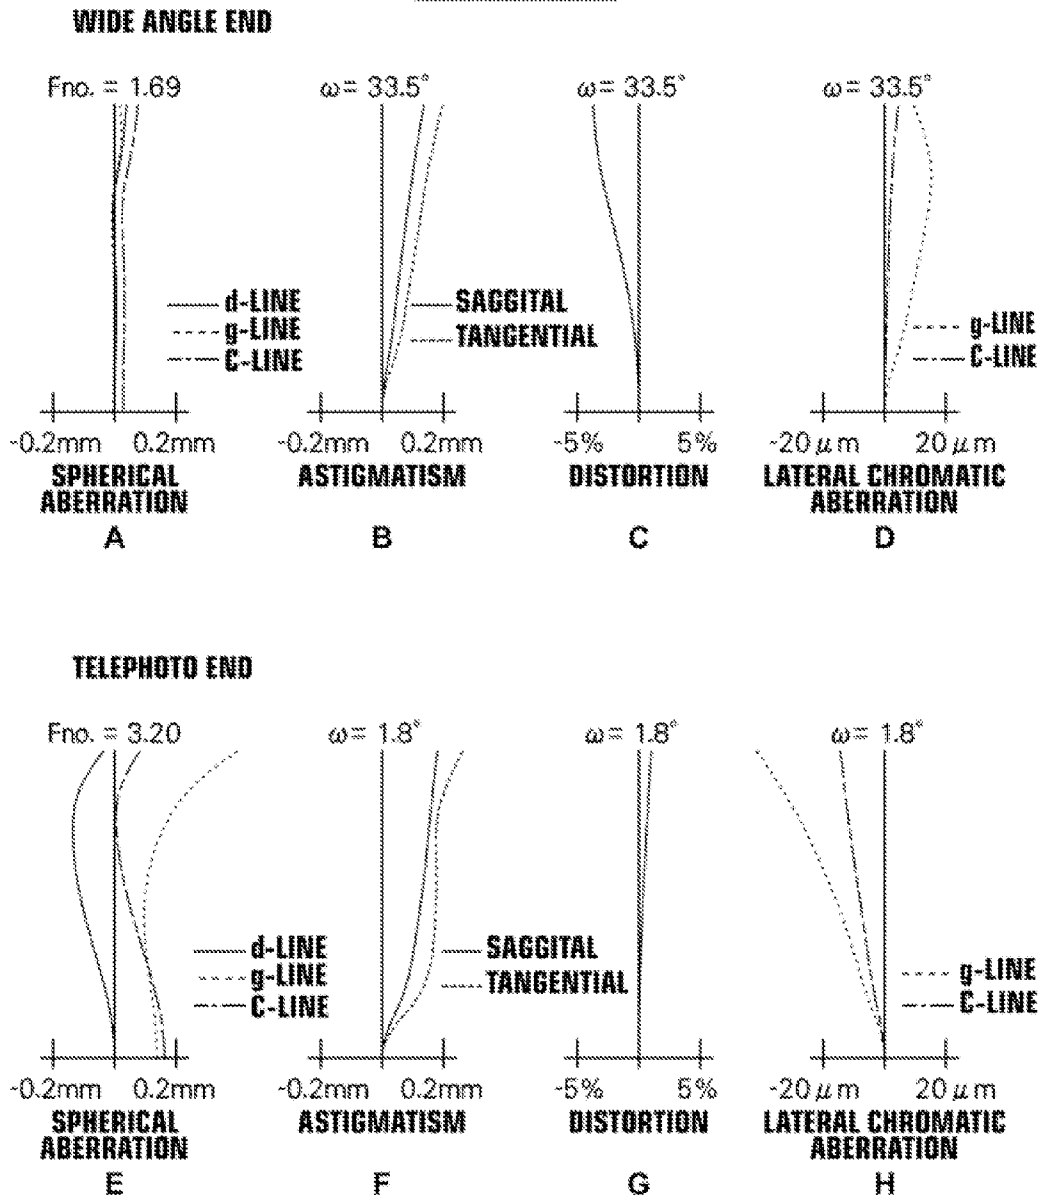 WIDE ANGLE END
Fno. = 1.69
ω = 33.5°
ω = 33.5°
ω = 33.5°
d-LINE
g-LINE
C-LINE
SAGGITAL
TANGENTIAL
g-LINE
C-LINE
-0.2mm 0.2mm
-0.2mm 0.2mm
-5% 5%
-20 μm 20 μm
SPHERICAL
ABERRATION
ASTIGMATISM
DISTORTION
LATERAL CHROMATIC
ABERRATION
A
B
C
D
TELEPHOTO END
Fno. = 3.20
ω = 1.8°
ω = 1.8°
ω = 1.8°
d-LINE
g-LINE
C-LINE
SAGGITAL
TANGENTIAL
g-LINE
C-LINE
-0.2mm 0.2mm
-0.2mm 0.2mm
-5% 5%
-20 μm 20 μm
SPHERICAL
ABERRATION
ASTIGMATISM
DISTORTION
LATERAL CHROMATIC
ABERRATION
E
F
G
H